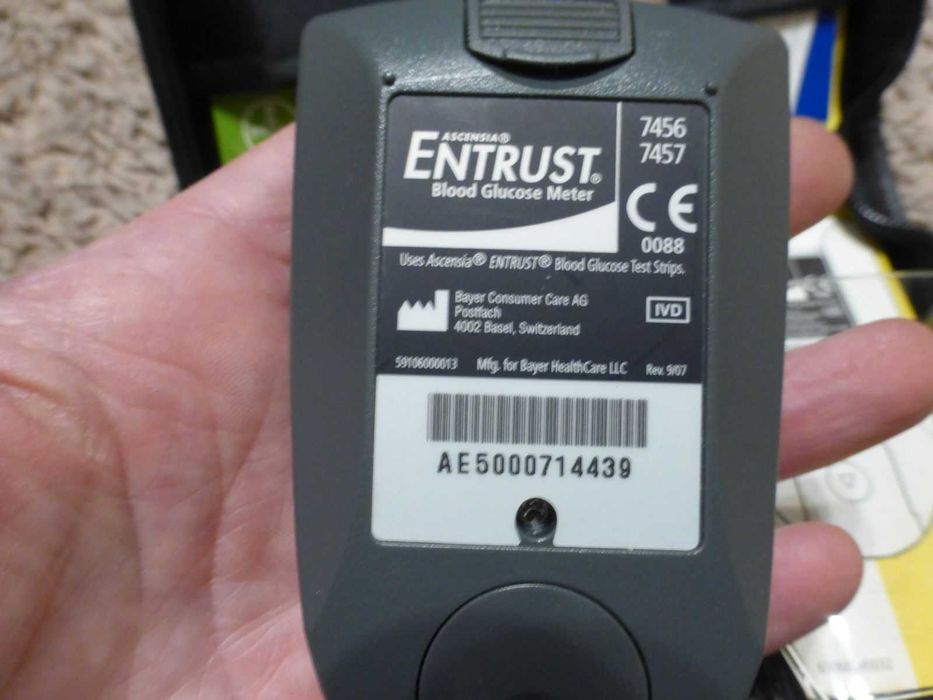 ASCENSIA®
ENTRUST®
Blood Glucose Meter
7456
7457
CE
0088
Uses Ascensia® ENTRUST® Blood Glucose Test Strips.
Bayer Consumer Care AG
Postfach
4002 Basel, Switzerland
IVD
59106000013 Mfg. for Bayer HealthCare LLC Rev. 9/07
AE5000714439